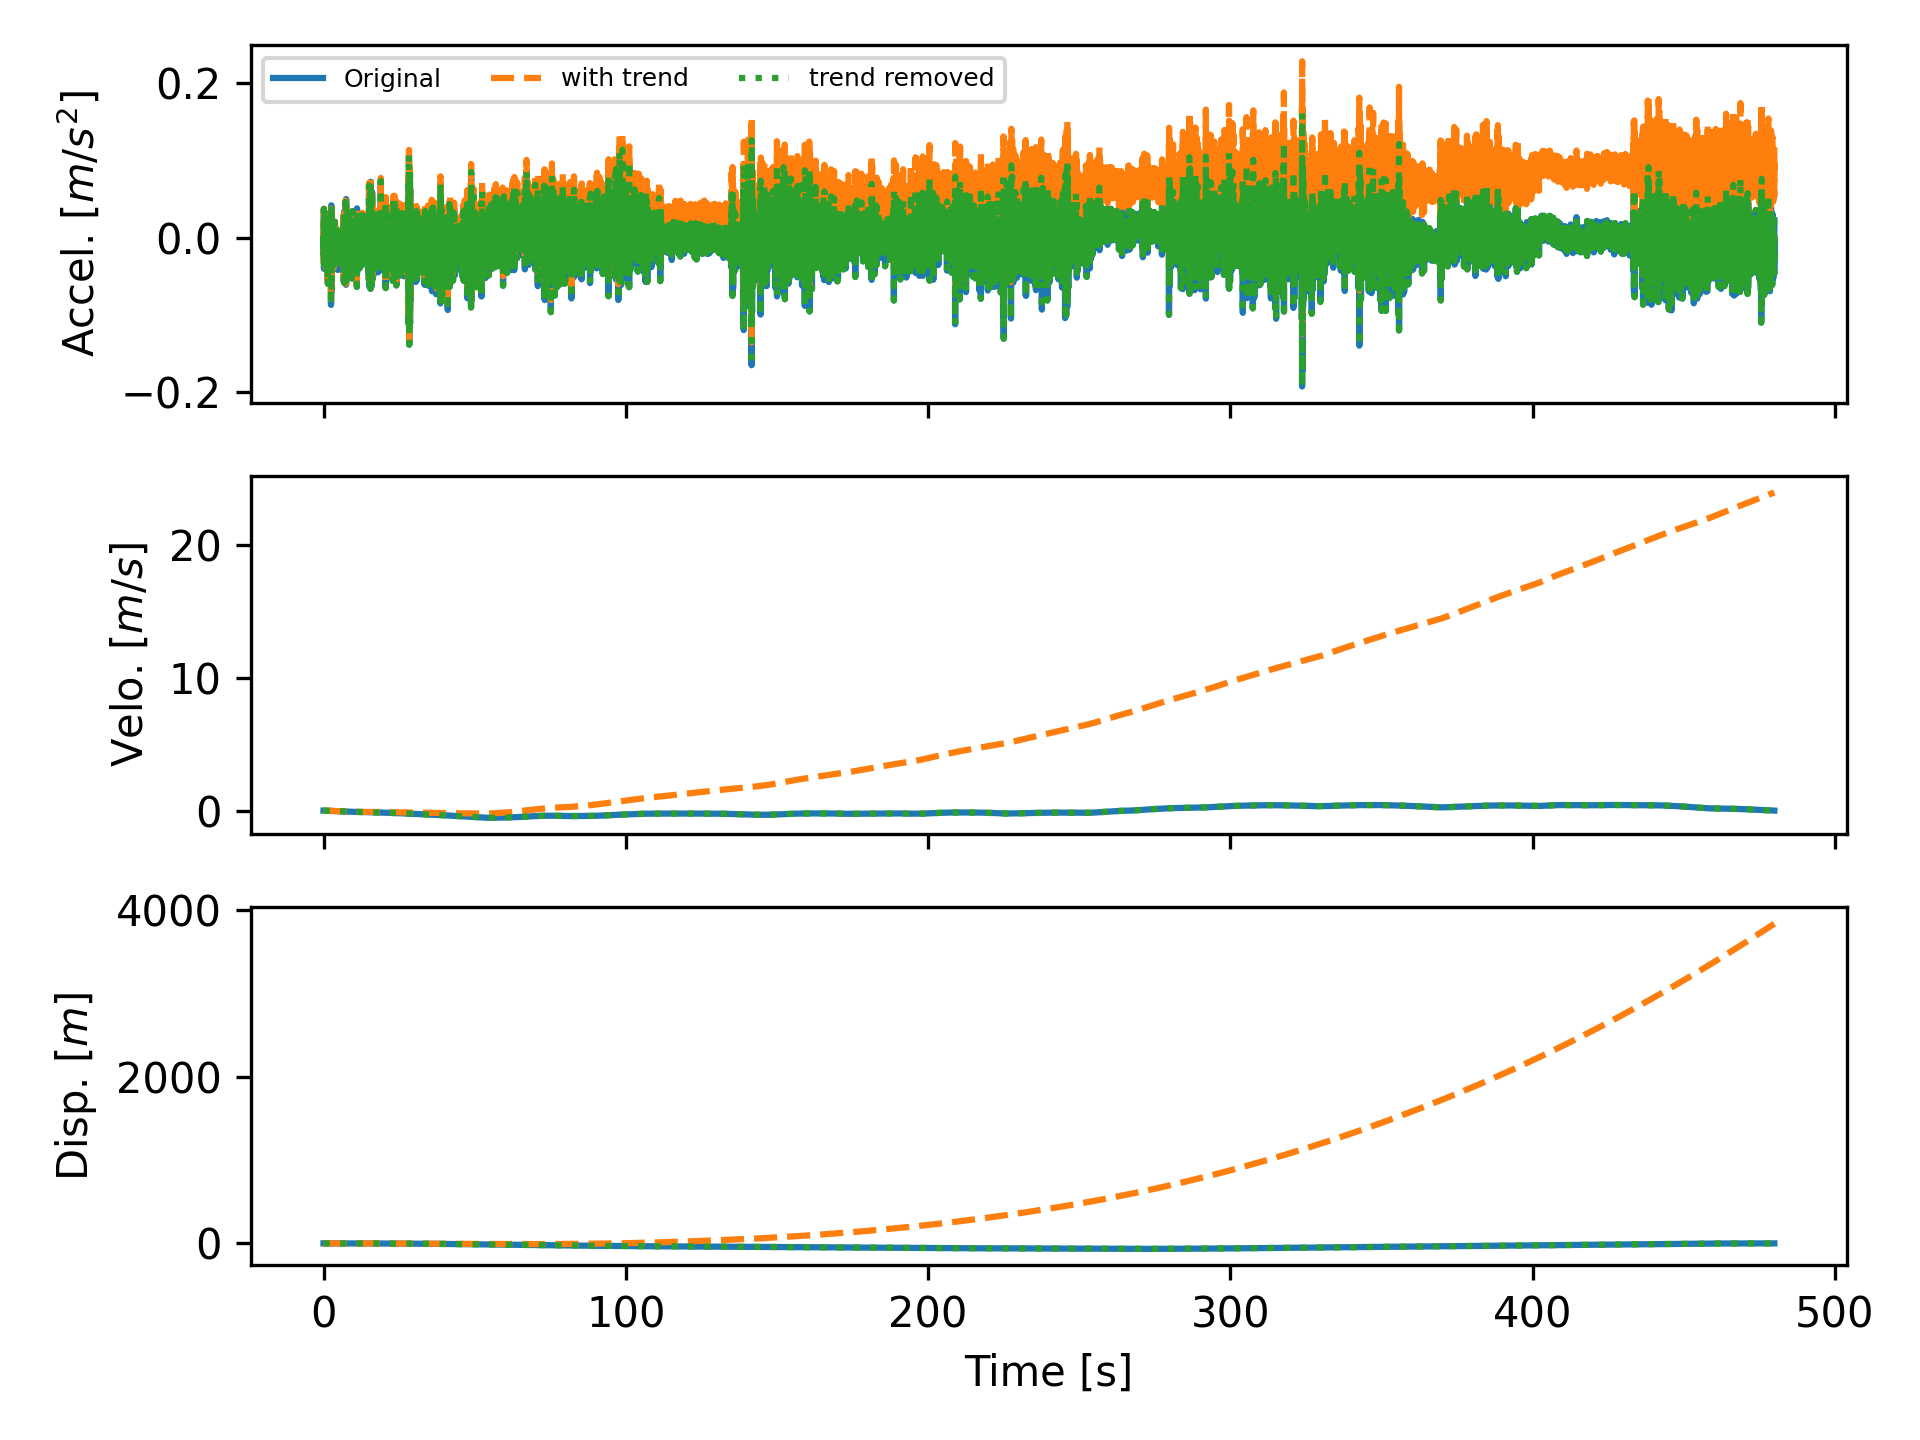 Original with trend trend removed
Accel. [m/s²]
0.2
0.0
−0.2
Velo. [m/s]
20
10
0
Disp. [m]
4000
2000
0
0 100 200 300 400 500
Time [s]